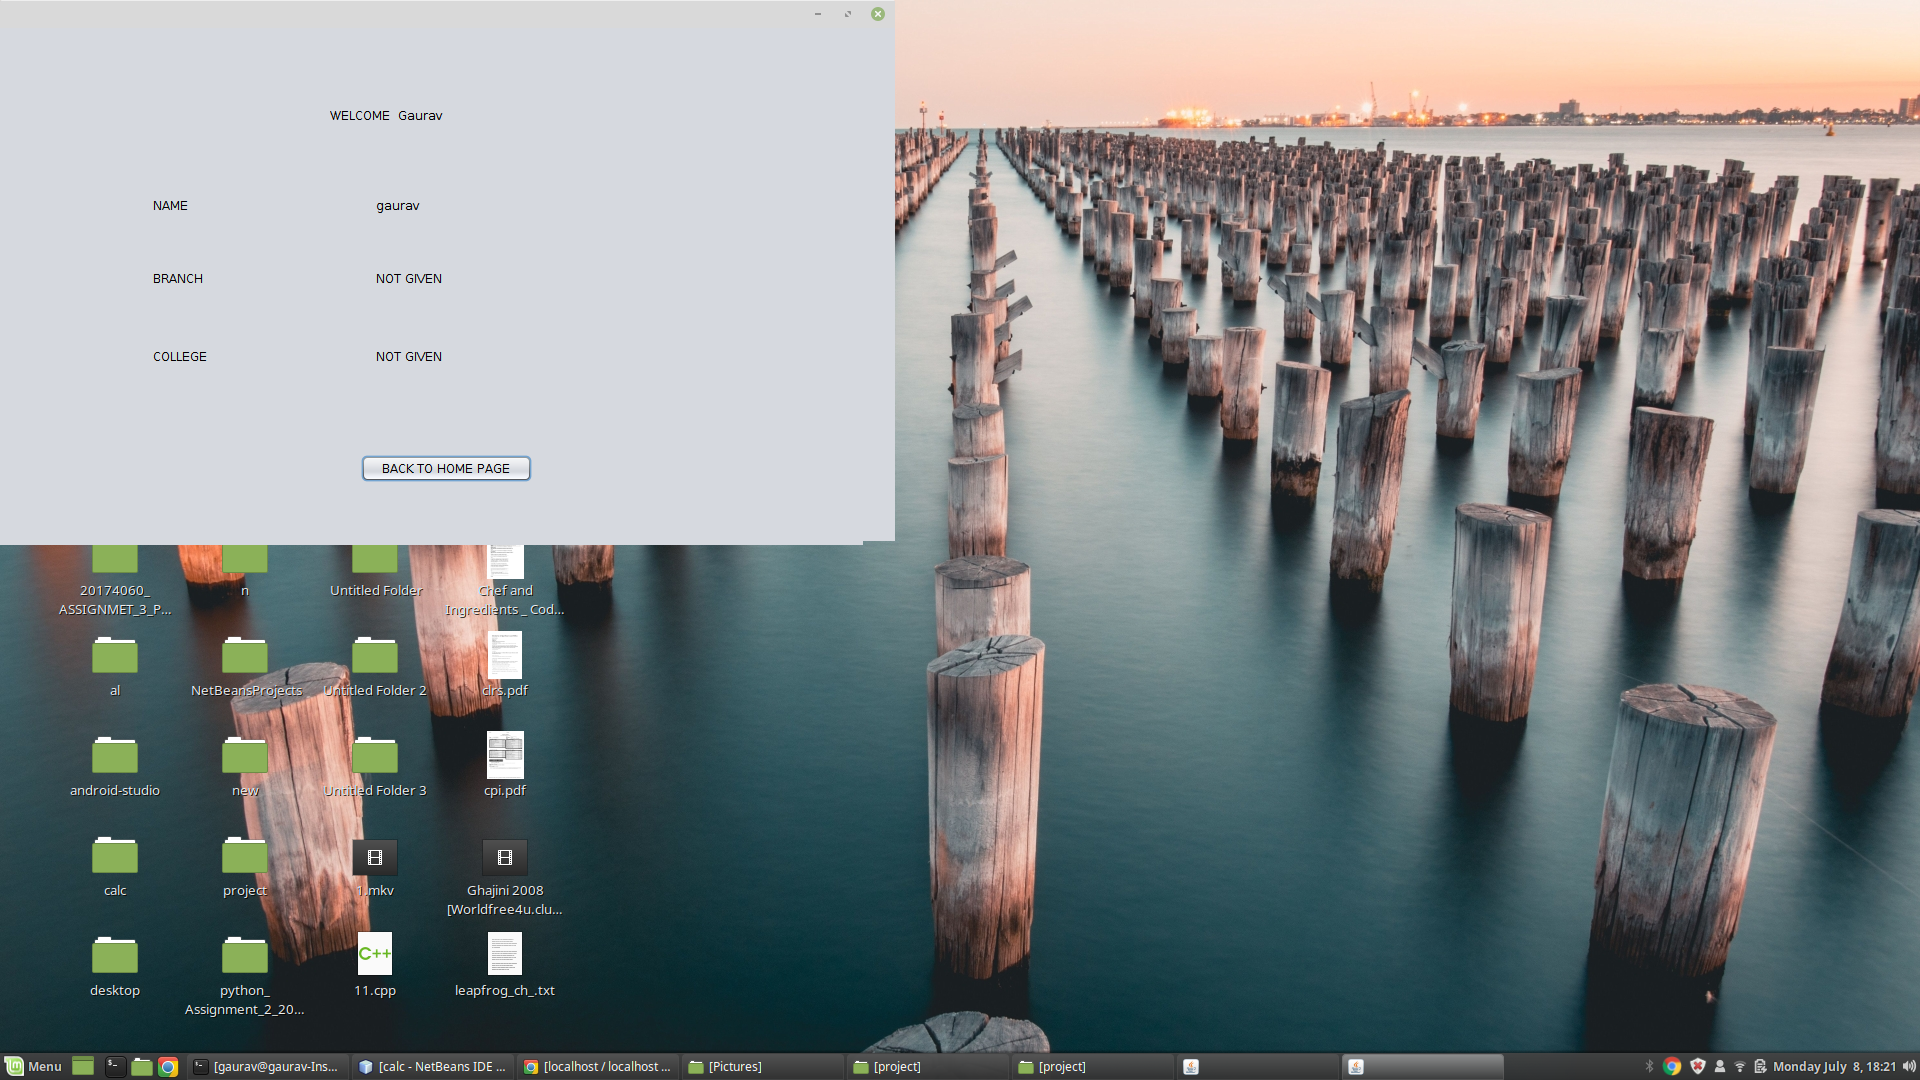 WELCOME Gaurav
NAME gaurav
BRANCH NOT GIVEN
COLLEGE NOT GIVEN
BACK TO HOME PAGE
20174060_
ASSIGNMET_3_P...
n
Untitled Folder
Chef and
Ingredients _ Cod...
al
NetBeansProjects
Untitled Folder 2
clrs.pdf
android-studio
new
Untitled Folder 3
cpi.pdf
calc
project
1.mkv
Ghajini 2008
[Worldfree4u.clu...
desktop
python_
Assignment_2_20...
C++
11.cpp
leapfrog_ch_.txt
Menu
[gaurav@gaurav-Ins...
[calc - NetBeans IDE ...
[localhost / localhost ...
[Pictures]
[project]
[project]
Monday July 8, 18:21